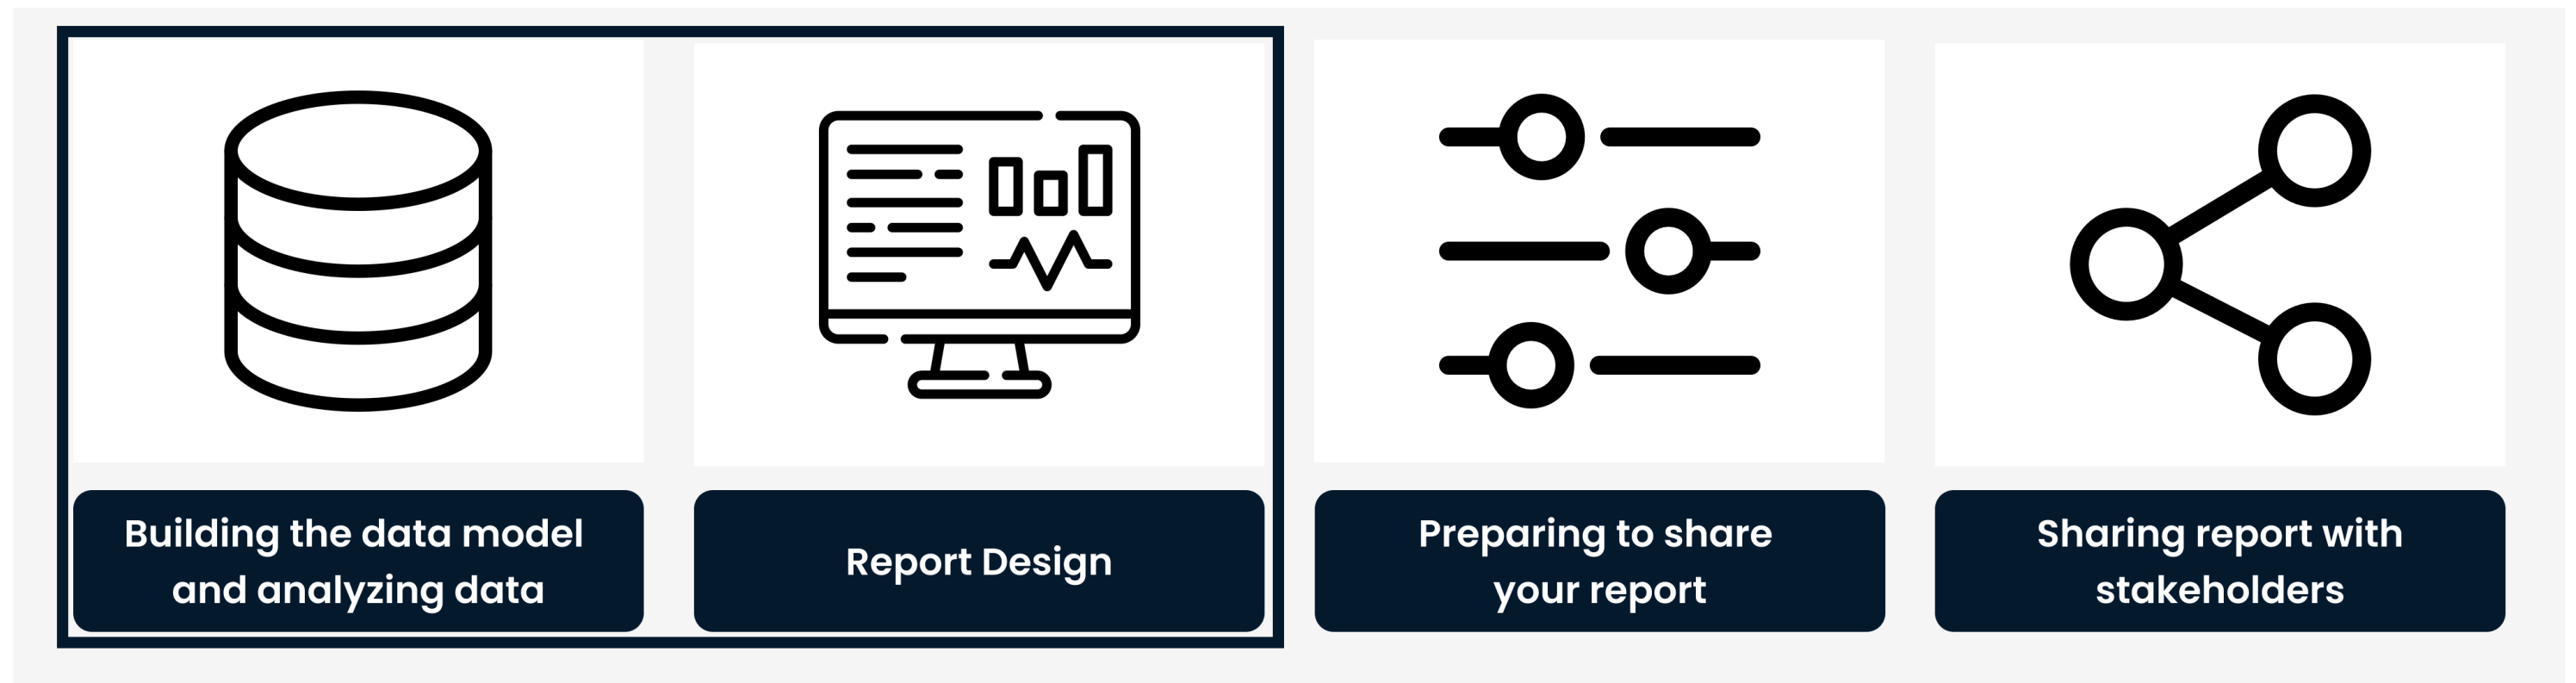 Building the data model
and analyzing data
Report Design
Preparing to share
your report
Sharing report with
stakeholders